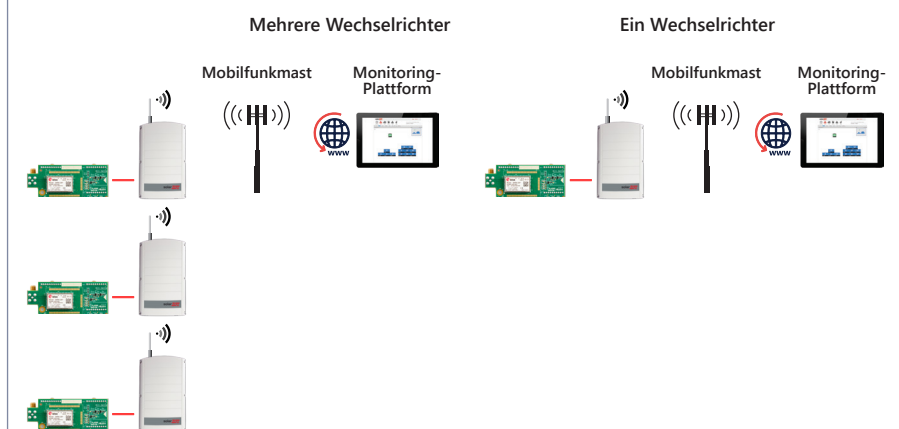 Mehrere Wechselrichter
Mobilfunkmast
Monitoring-
Plattform
www
Ein Wechselrichter
Mobilfunkmast
Monitoring-
Plattform
www